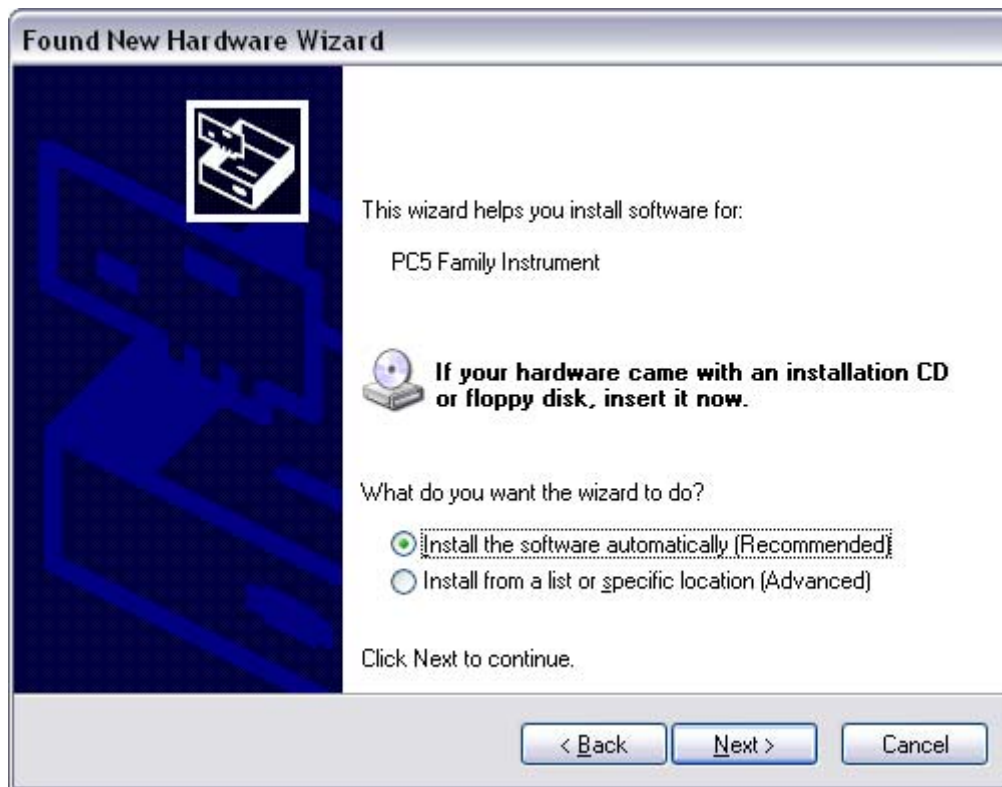 Found New Hardware Wizard
This wizard helps you install software for:
PC5 Family Instrument
If your hardware came with an installation CD
or floppy disk, insert it now.
What do you want the wizard to do?
Install the software automatically (Recommended)
Install from a list or specific location (Advanced)
Click Next to continue.
< Back Next > Cancel